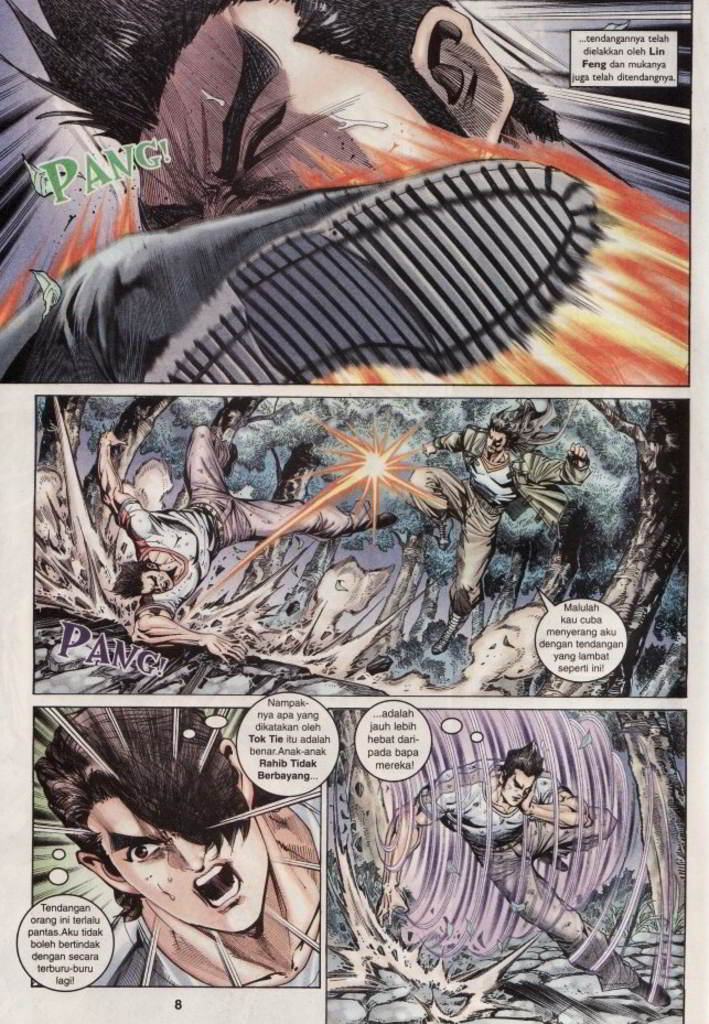 ...tendangannya telah
dielakkan oleh Lin
Feng dan mukanya
juga telah ditendangnya.
PANG!
Malulah
kau cuba
menyerang aku
dengan tendangan
yang lambat
seperti ini!
PANG!
Nampak-
nya apa yang
dikatakan oleh
Tok Tie itu adalah
benar.Anak-anak
Rahib Tidak
Berbayang...
...adalah
jauh lebih
hebat dari-
pada bapa
mereka!
Tendangan
orang ini terlalu
pantas.Aku tidak
boleh bertindak
dengan secara
terburu-buru
lagi!
8